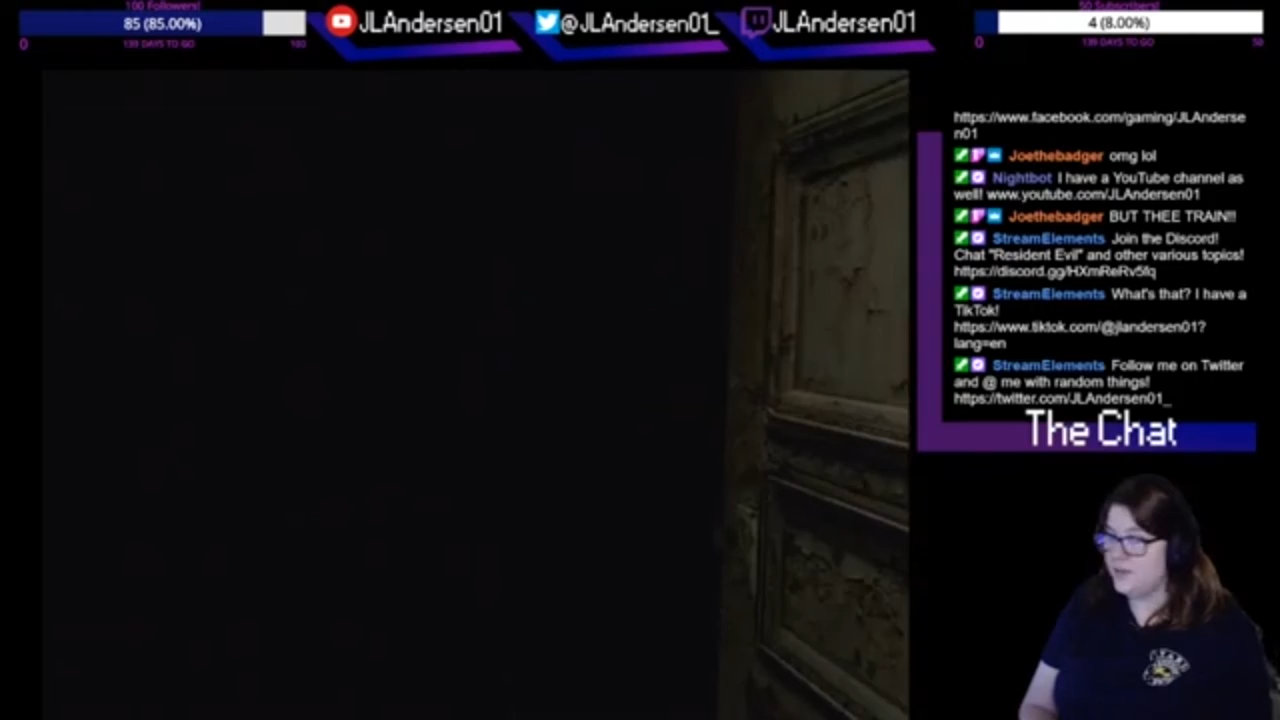 100 Followers!
85 (85.00%)
0
139 DAYS TO GO
100
JLAndersen01
@JLAndersen01_
JLAndersen01
50 Subscribers!
4 (8.00%)
0
139 DAYS TO GO
50
https://www.facebook.com/gaming/JLAnderse
n01
Joethebadger omg lol
Nightbot I have a YouTube channel as
well! www.youtube.com/JLAndersen01
Joethebadger BUT THEE TRAIN!!!
StreamElements Join the Discord!
Chat "Resident Evil" and other various topics!
https://discord.gg/HXmReRv5fq
StreamElements What's that? I have a
TikTok!
https://www.tiktok.com/@jlandersen01?
lang=en
StreamElements Follow me on Twitter
and @ me with random things!
https://twitter.com/JLAndersen01_
The Chat